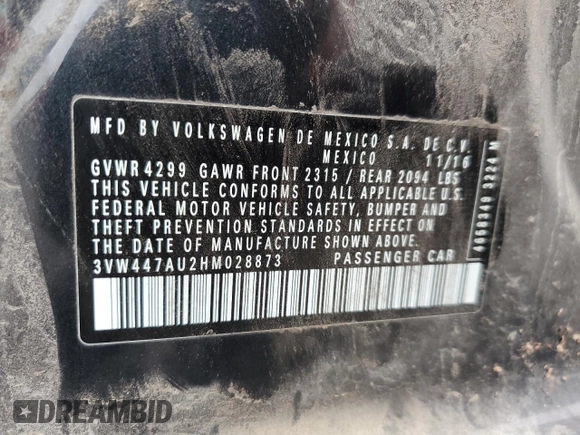 MFD BY VOLKSWAGEN DE MEXICO S.A. DE C.V.
MEXICO 11/16
GVWR 4299 GAWR FRONT 2315 / REAR 2094 LBS
THIS VEHICLE CONFORMS TO ALL APPLICABLE U.S.
FEDERAL MOTOR VEHICLE SAFETY, BUMPER AND
THEFT PREVENTION STANDARDS IN EFFECT ON
THE DATE OF MANUFACTURE SHOWN ABOVE.
3VW447AU2HM028873 PASSENGER CAR
3224 M
DREAMBID